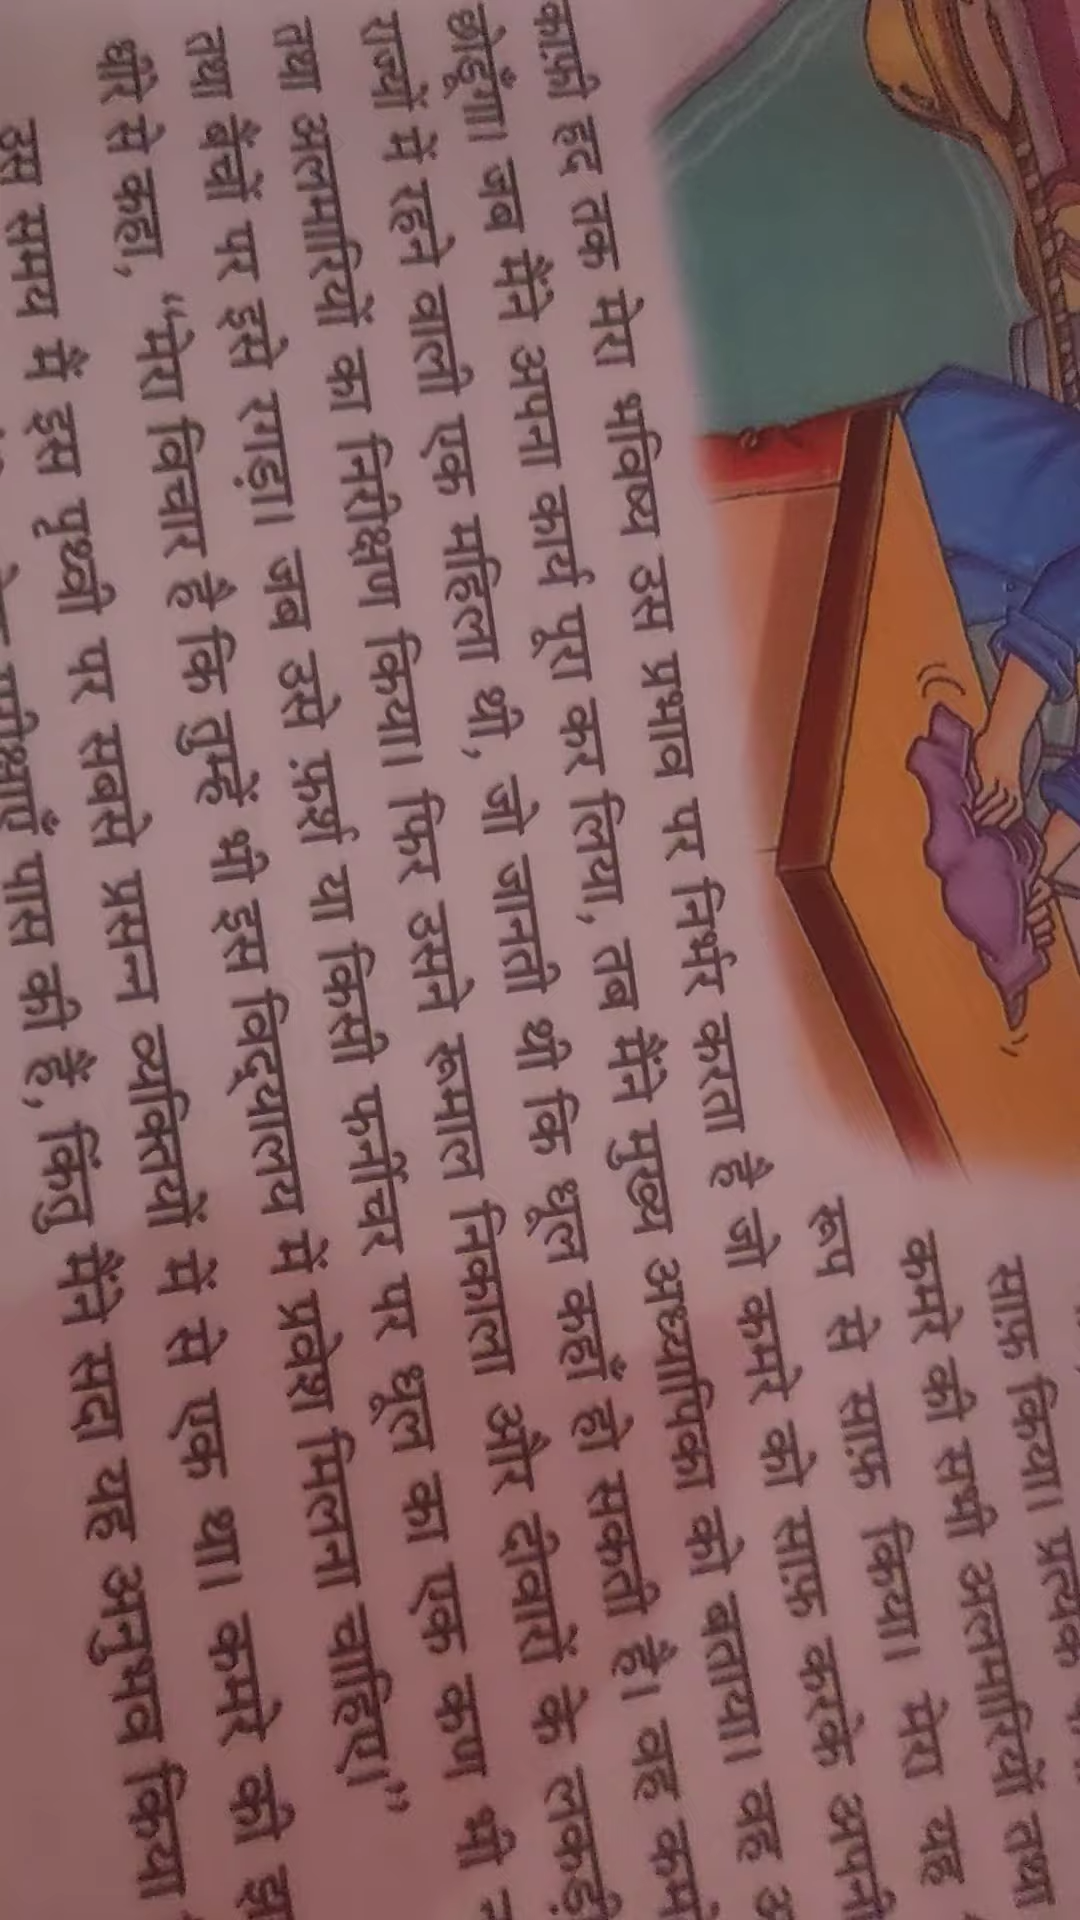 साफ़ किया। प्रत्येक
कमरे की सभी अलमारियों तथा
रूप से साफ़ किया। मेरा यह
काफ़ी हद तक मेरा भविष्य उस प्रभाव पर निर्भर करता है जो कमरे को साफ़ करके अपनी
छोड़ूँगा। जब मैंने अपना कार्य पूरा कर लिया, तब मैंने मुख्य अध्यापिका को बताया। वह
राज्यों में रहने वाली एक महिला थी, जो जानती थी कि धूल कहाँ हो सकती है। वह
तथा अलमारियों का निरीक्षण किया। फिर उसने रूमाल निकाला और दीवारों के लकड़ी
तथा बेंचों पर इसे रगड़ा। जब उसे फ़र्श या किसी फर्नीचर पर धूल का एक कण भी
धीरे से कहा, “मेरा विचार है कि तुम्हें भी इस विद्यालय में प्रवेश मिलना चाहिए।”
उस समय मैं इस पृथ्वी पर सबसे प्रसन्न व्यक्तियों में से एक था। कमरे की
पास की हैं, किंतु मैंने सदा यह अनुभव किया